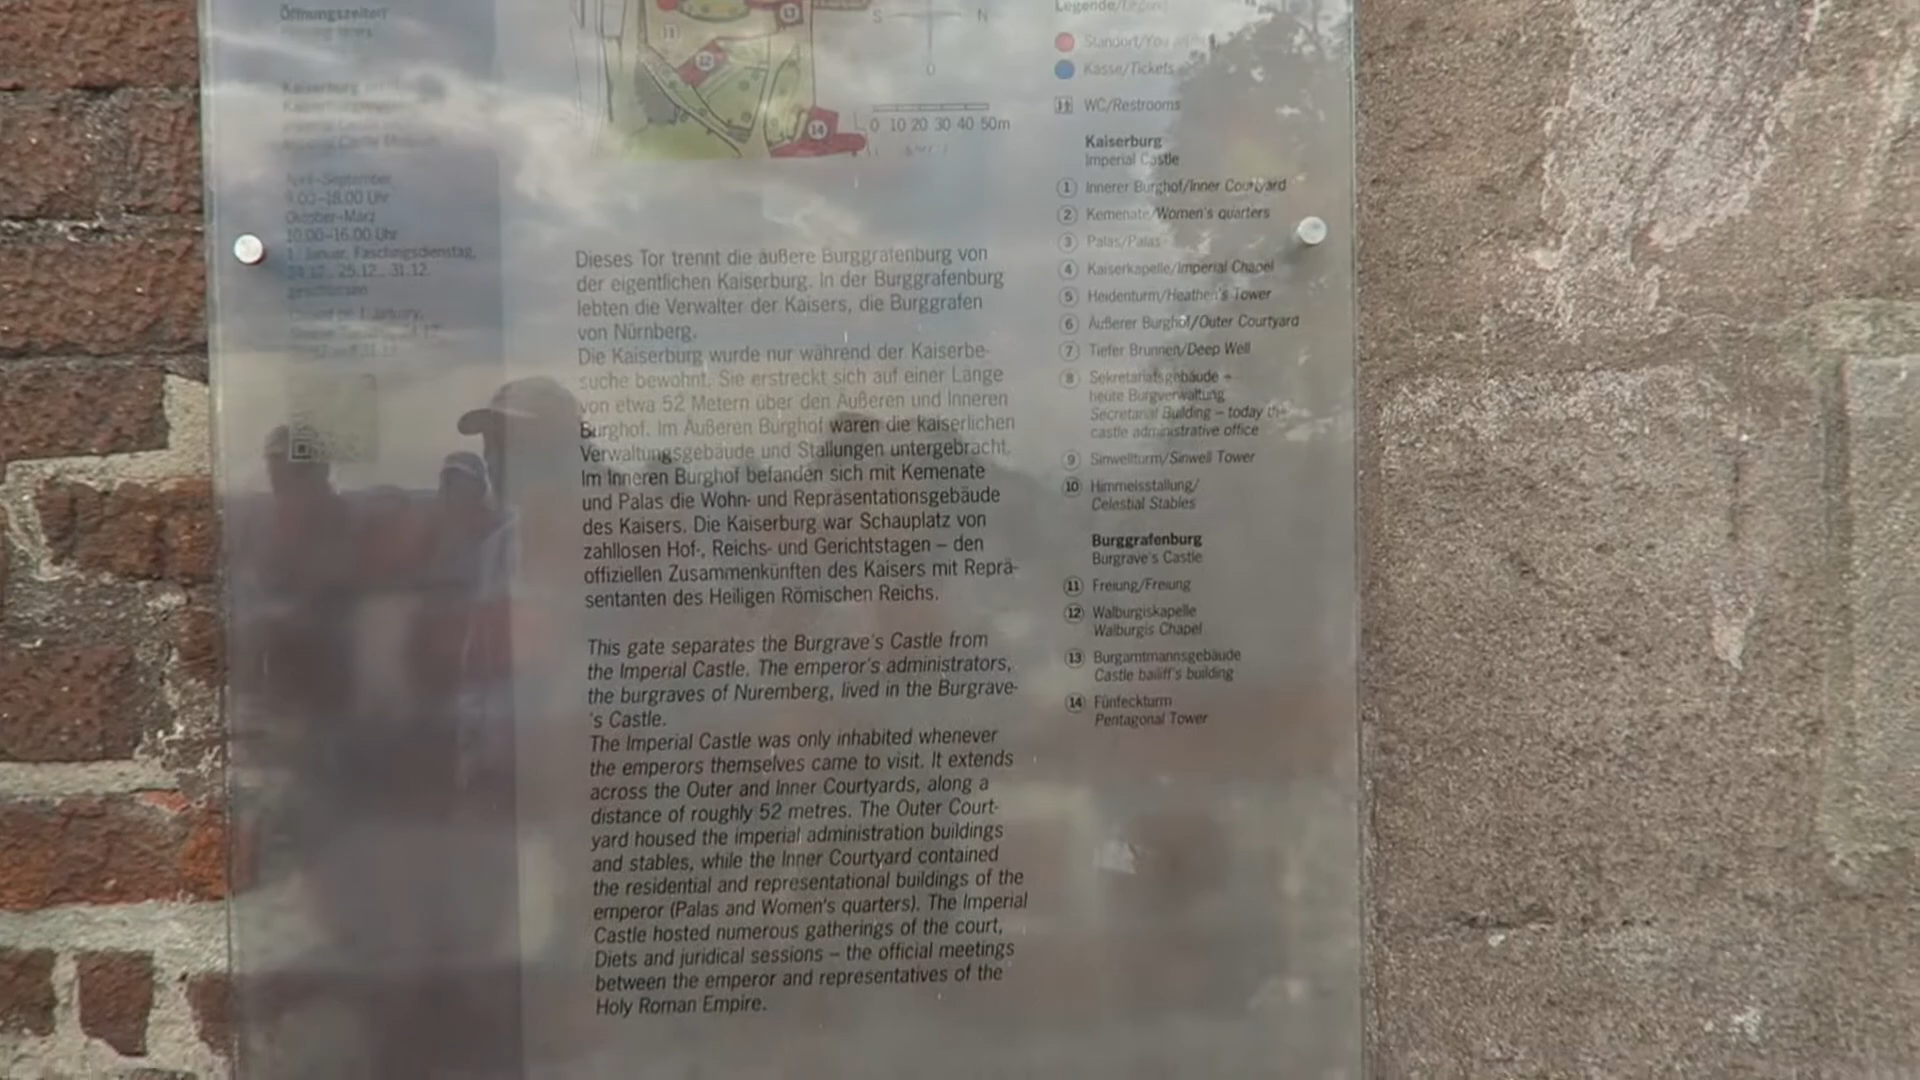 Öffnungszeiten
Kaiserburg
April–September
9.00–18.00 Uhr
Oktober–März
10.00–16.00 Uhr
1. Januar, Faschingsdienstag,
24.12., 25.12., 31.12.
geschlossen
11
12
13
14
S N
O
0 10 20 30 40 50m
Dieses Tor trennt die äußere Burggrafenburg von
der eigentlichen Kaiserburg. In der Burggrafenburg
lebten die Verwalter der Kaisers, die Burggrafen
von Nürnberg.
Die Kaiserburg wurde nur während der Kaiserbe-
suche bewohnt. Sie erstreckt sich auf einer Länge
von etwa 52 Metern über den Äußeren und Inneren
Burghof. Im Äußeren Burghof waren die kaiserlichen
Verwaltungsgebäude und Stallungen untergebracht.
Im Inneren Burghof befanden sich mit Kemenate
und Palas die Wohn- und Repräsentationsgebäude
des Kaisers. Die Kaiserburg war Schauplatz von
zahllosen Hof-, Reichs- und Gerichtstagen – den
offiziellen Zusammenkünften des Kaisers mit Reprä-
sentanten des Heiligen Römischen Reichs.
This gate separates the Burgrave's Castle from
the Imperial Castle. The emperor's administrators,
the burgraves of Nuremberg, lived in the Burgrave-
's Castle.
The Imperial Castle was only inhabited whenever
the emperors themselves came to visit. It extends
across the Outer and Inner Courtyards, along a
distance of roughly 52 metres. The Outer Court-
yard housed the imperial administration buildings
and stables, while the Inner Courtyard contained
the residential and representational buildings of the
emperor (Palas and Women's quarters). The Imperial
Castle hosted numerous gatherings of the court,
Diets and juridical sessions – the official meetings
between the emperor and representatives of the
Holy Roman Empire.
Legende/Legend
Standort/You
Kasse/Tickets
WC/Restrooms
Kaiserburg
Imperial Castle
1 Innerer Burghof/Inner Courtyard
2 Kemenate/Women's quarters
3 Palas/Palas
4 Kaiserkapelle/Imperial Chapel
5 Heidenturm/Heathen's Tower
6 Äußerer Burghof/Outer Courtyard
7 Tiefer Brunnen/Deep Well
8 Sekretariatsgebäude –
heute Burgverwaltung
Secretariat Building – today the
castle administrative office
9 Sinwellturm/Sinwell Tower
10 Himmelsstallung/
Celestial Stables
Burggrafenburg
Burgrave's Castle
11 Freiung/Freiung
12 Walburgiskapelle
Walburgis Chapel
13 Burgamtmannsgebäude
Castle bailiff's building
14 Fünfeckturm
Pentagonal Tower